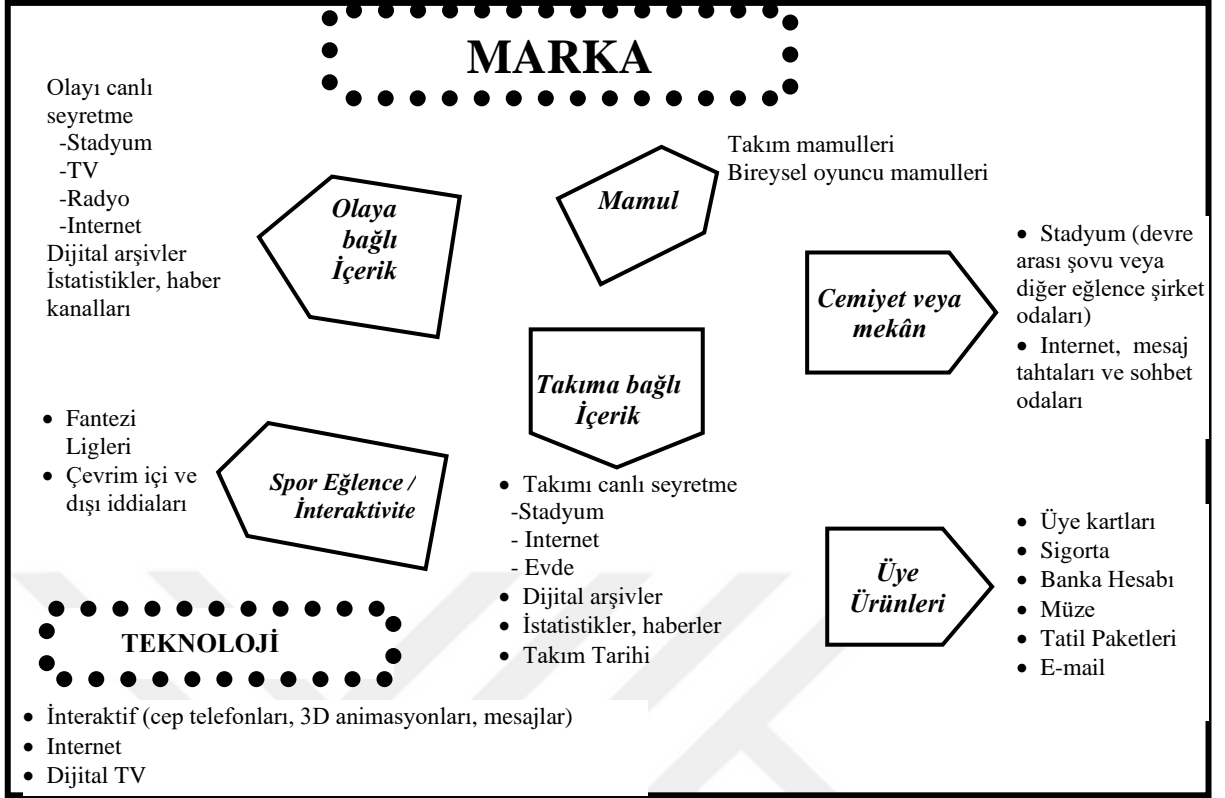 MARKA
Olayı canlı
seyretme
-Stadyum
-TV
-Radyo
-Internet
Dijital arşivler
İstatistikler, haber
kanalları
Olaya
bağlı
İçerik
Mamul
Takım mamulleri
Bireysel oyuncu mamulleri
Cemiyet veya
mekân
• Stadyum (devre
arası şovu veya
diğer eğlence şirket
odaları)
• Internet, mesaj
tahtaları ve sohbet
odaları
Takıma bağlı
İçerik
• Takımı canlı seyretme
-Stadyum
- Internet
- Evde
• Dijital arşivler
• İstatistikler, haberler
• Takım Tarihi
• Fantezi
Ligleri
• Çevrim içi ve
dışı iddiaları
Spor Eğlence /
İnteraktivite
Üye
Ürünleri
• Üye kartları
• Sigorta
• Banka Hesabı
• Müze
• Tatil Paketleri
• E-mail
TEKNOLOJİ
• İnteraktif (cep telefonları, 3D animasyonları, mesajlar)
• Internet
• Dijital TV